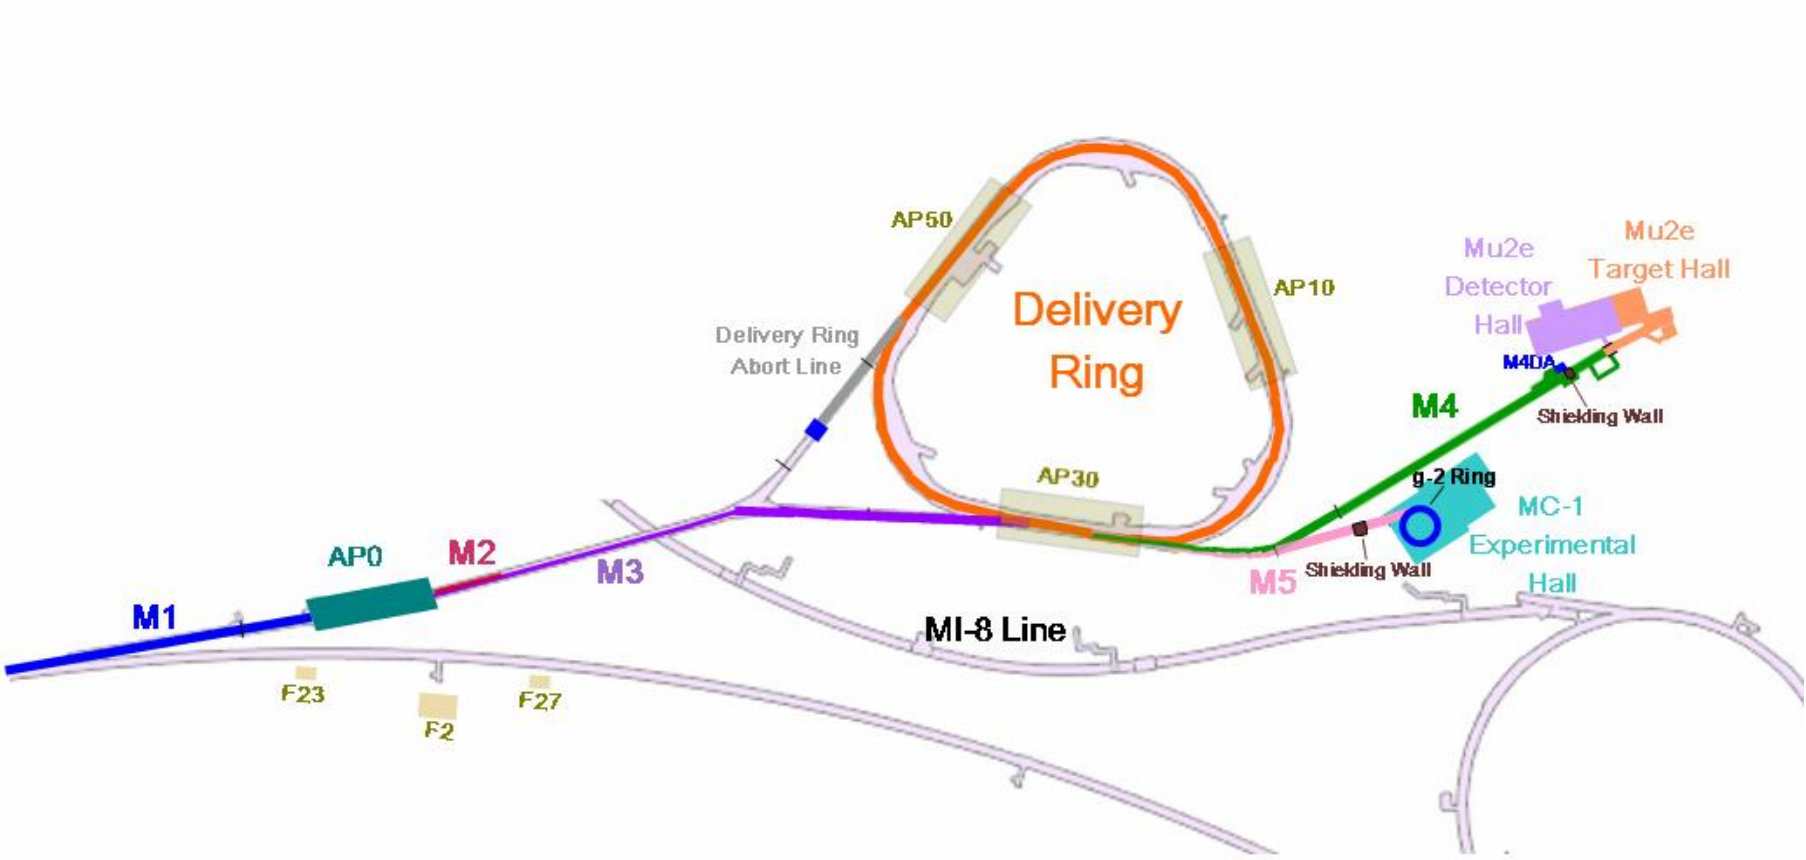 AP50
Mu2e
Target Hall
Mu2e
Detector
Hall
AP10
Delivery
Ring
Delivery Ring
Abort Line
M4DA
M4
Shielding Wall
AP30
g-2 Ring
MC-1
Experimental
Hall
AP0
M2
M3
M5
Shielding Wall
M1
MI-8 Line
F23
F2
F27